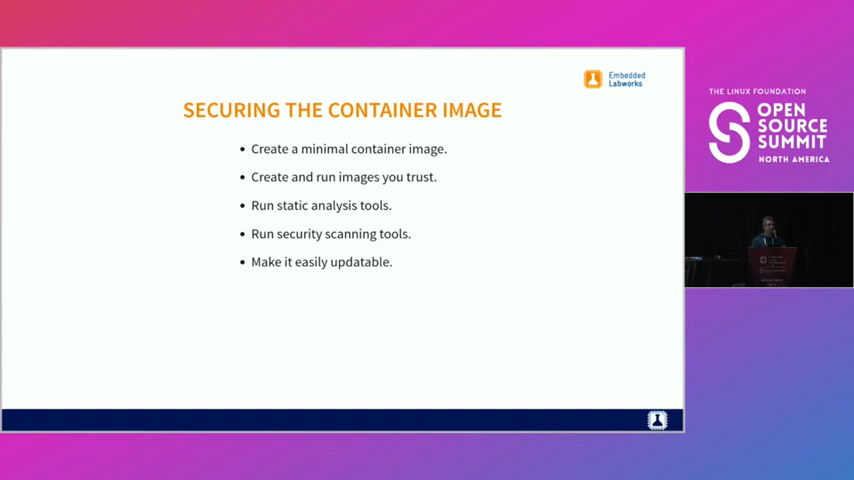 Embedded
Labworks
SECURING THE CONTAINER IMAGE
• Create a minimal container image.
• Create and run images you trust.
• Run static analysis tools.
• Run security scanning tools.
• Make it easily updatable.
THE LINUX FOUNDATION
OPEN
SOURCE
SUMMIT
NORTH AMERICA